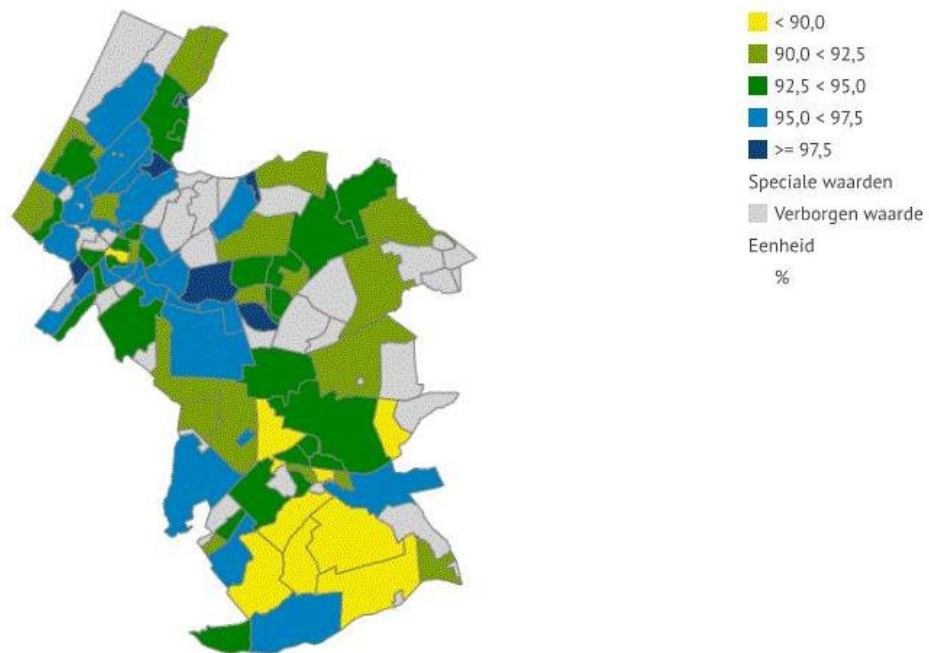 < 90,0
90,0 < 92,5
92,5 < 95,0
95,0 < 97,5
>= 97,5
Speciale waarden
Verborgen waarde
Eenheid
%